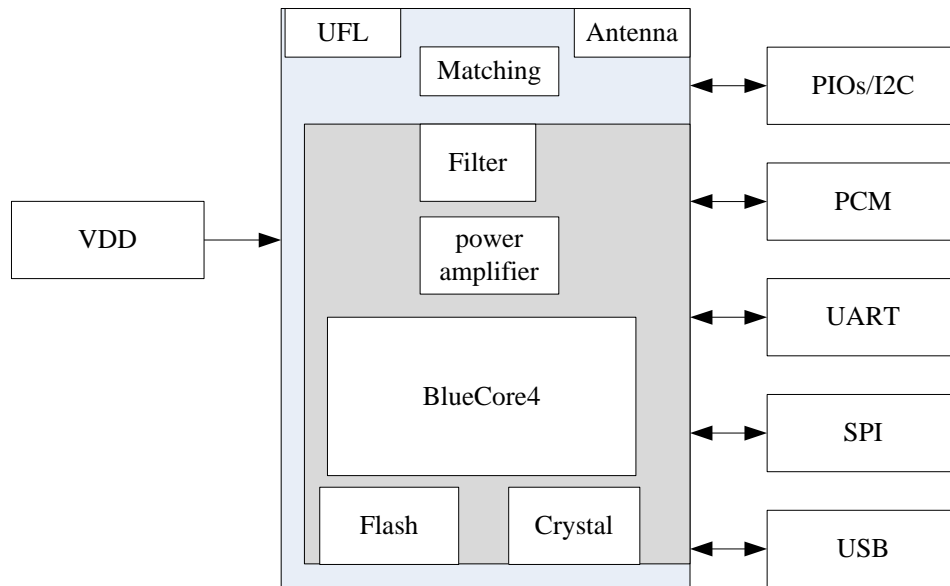 UFL
Antenna
Matching
PIOs/I2C
Filter
PCM
VDD
power
amplifier
UART
BlueCore4
SPI
Flash
Crystal
USB